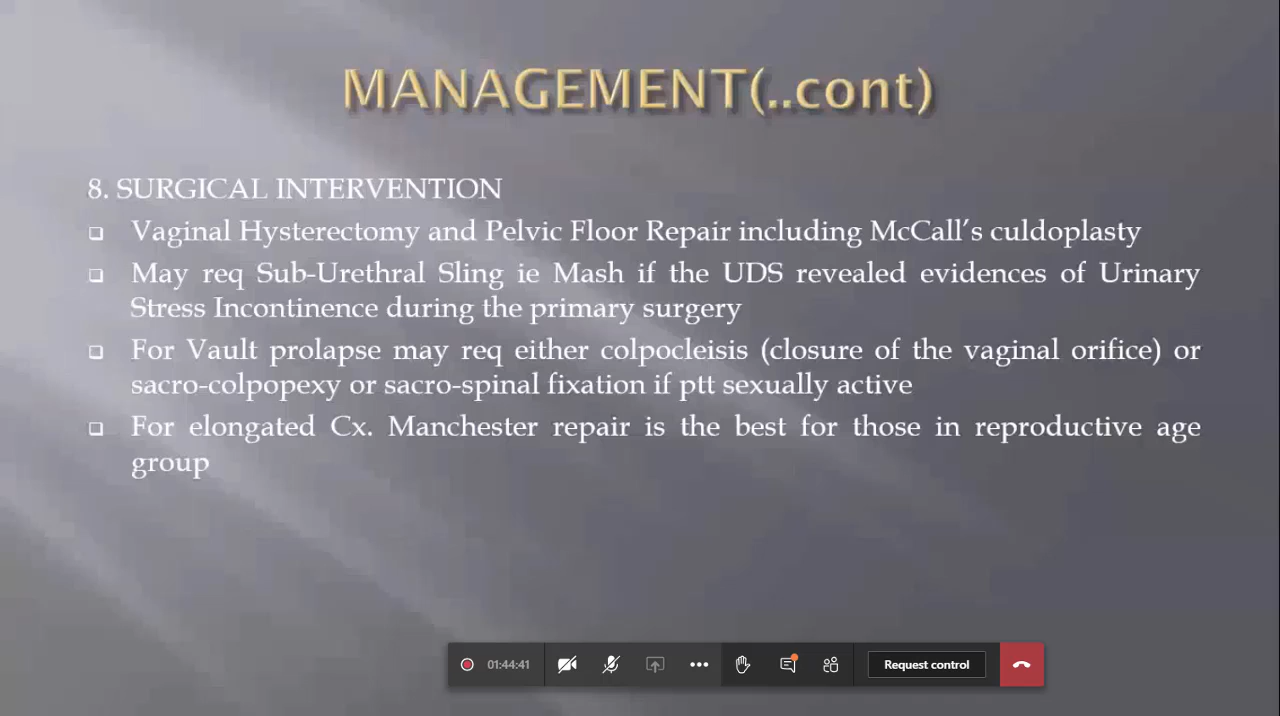 MANAGEMENT(..cont)
8. SURGICAL INTERVENTION
Vaginal Hysterectomy and Pelvic Floor Repair including McCall's culdoplasty
May req Sub-Urethral Sling ie Mash if the UDS revealed evidences of Urinary
Stress Incontinence during the primary surgery
For Vault prolapse may req either colpocleisis (closure of the vaginal orifice) or
sacro-colpopexy or sacro-spinal fixation if ptt sexually active
For elongated Cx. Manchester repair is the best for those in reproductive age
group
01:44:41
Request control